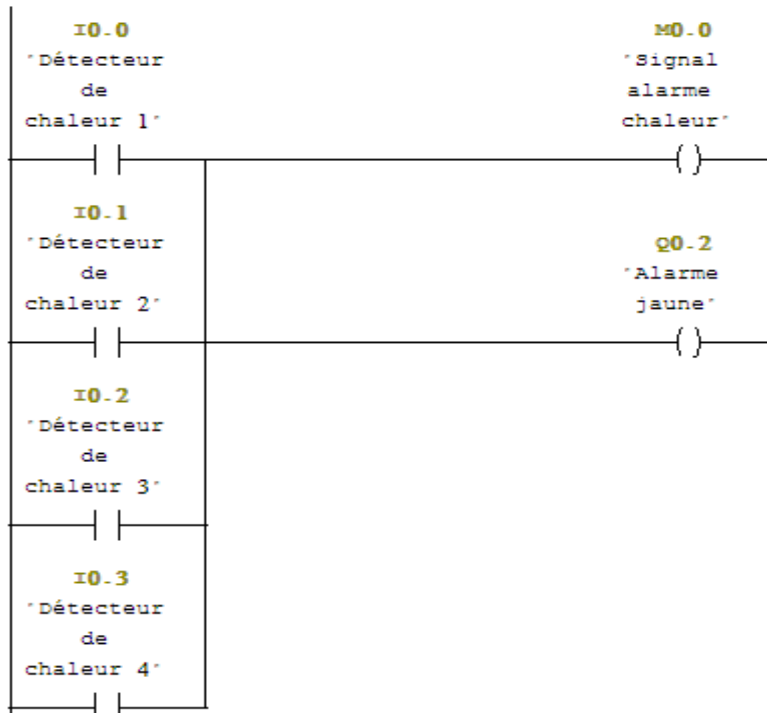 I0.0
´Détecteur
de
chaleur 1´
M0.0
´Signal
alarme
chaleur´
I0.1
´Détecteur
de
chaleur 2´
Q0.2
´Alarme
jaune´
I0.2
´Détecteur
de
chaleur 3´
I0.3
´Détecteur
de
chaleur 4´